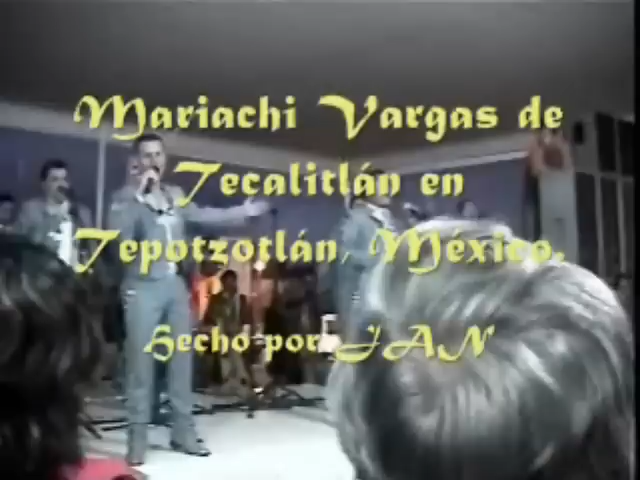 Mariachi Vargas de
Tecalitlán en
Tepotzotlán, México.
Hecho por JAN